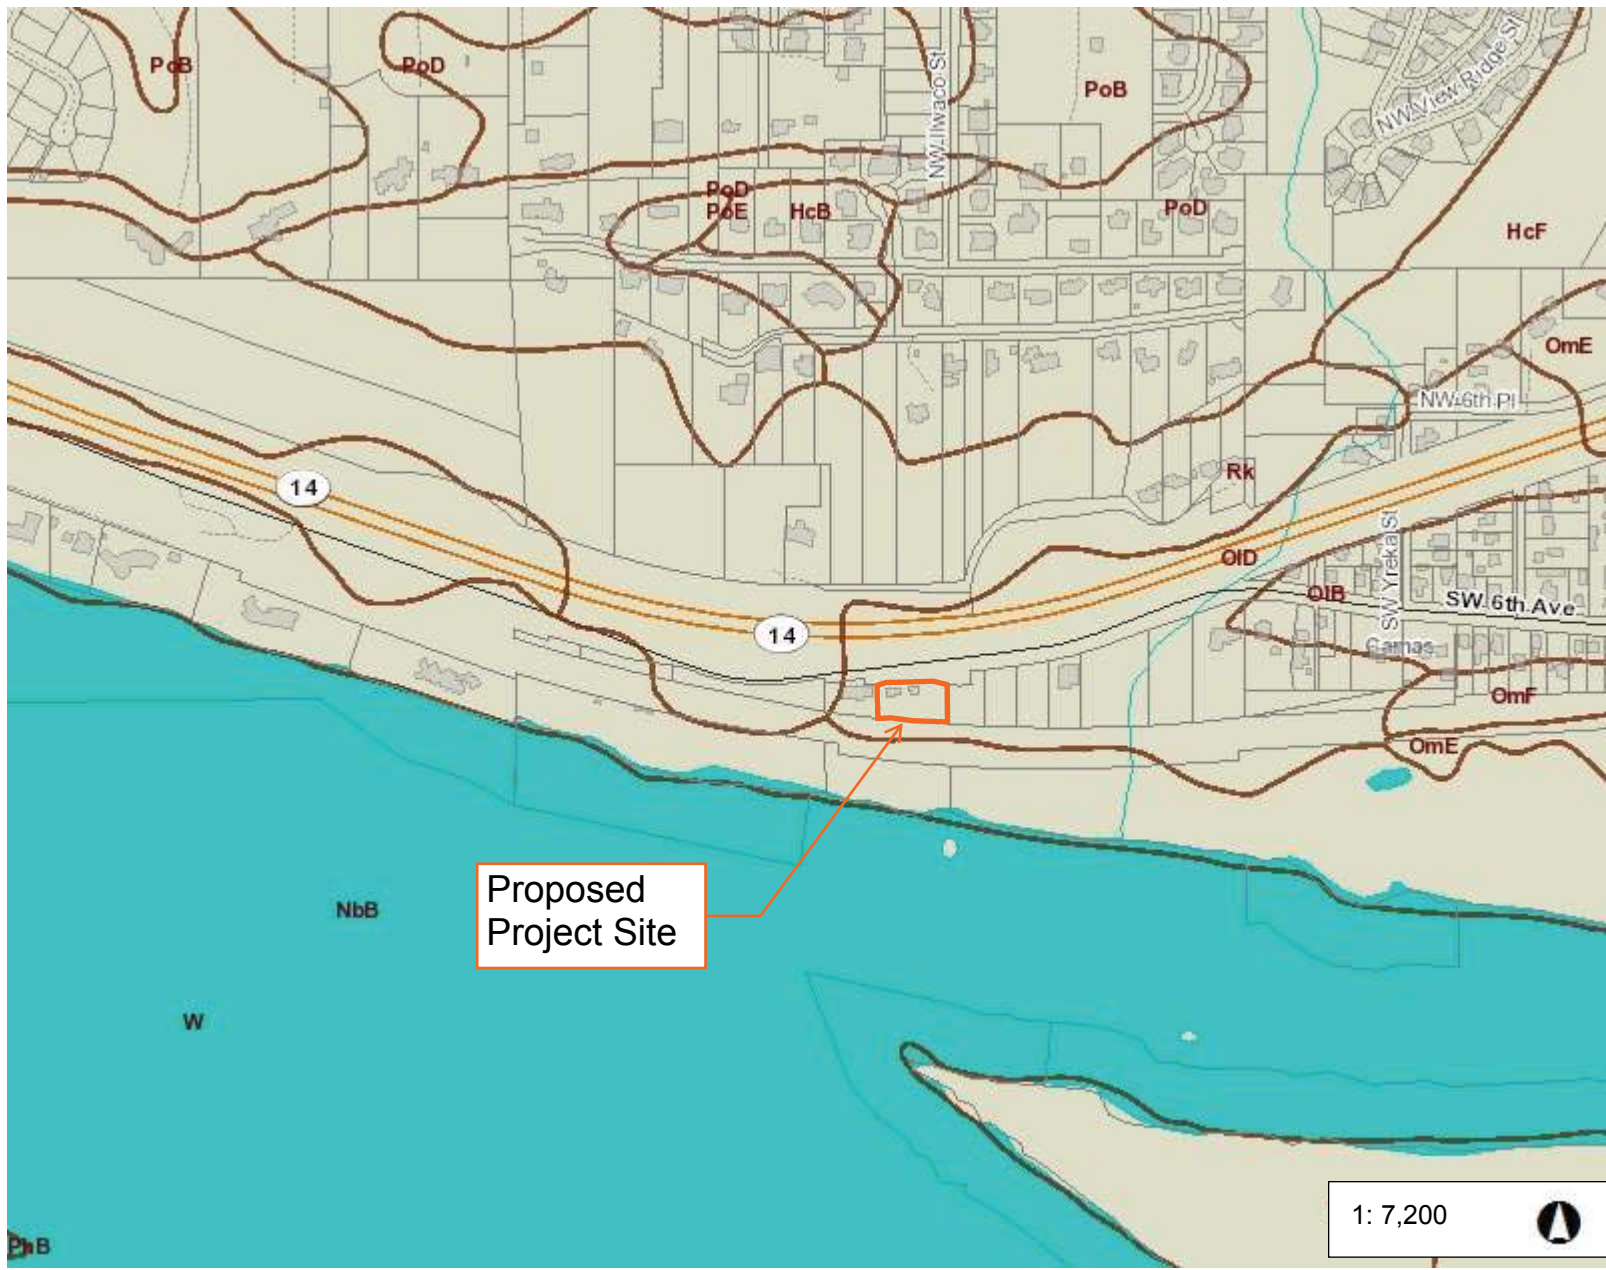 PoB
PoD
PoB
NW Ilwaco St
NW View Ridge St
PoD
PoE
HcB
PoD
HcF
OmE
NW 6th Pl
14
Rk
OlD
OlB
SW Yreka St
SW 6th Ave
Camas
14
OmF
OmE
Proposed
Project Site
NbB
W
1: 7,200
PhB